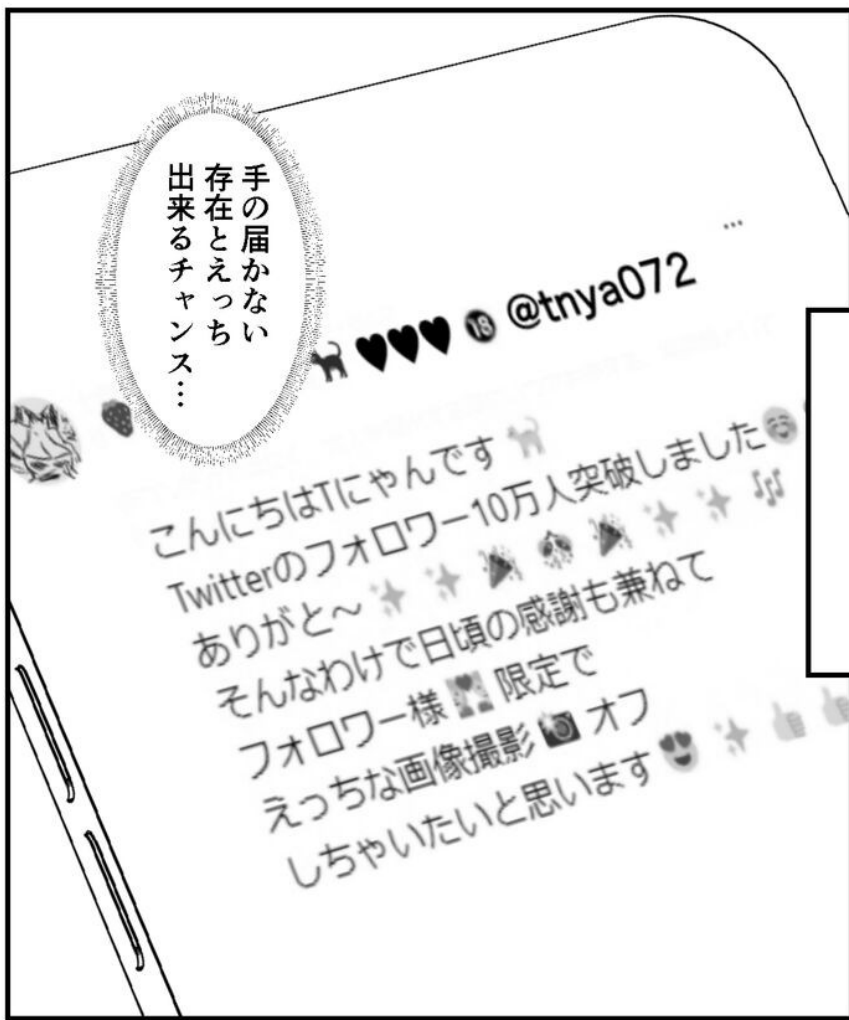 手の届かない
存在とえっち
出来るチャンス…
🍓 🐈 ♥♥♥ 🔞 @tnya072
…
こんにちはTにゃんです 🐈
Twitterのフォロワー10万人突破しました😊
ありがと～ ✨ ✨ 🎉 🎊 🎉 ✨ ✨ 🎶
そんなわけで日頃の感謝も兼ねて
フォロワー様 限定で
えっちな画像撮影 📷 オフ
しちゃいたいと思います 😍 ✨ 👍 👍